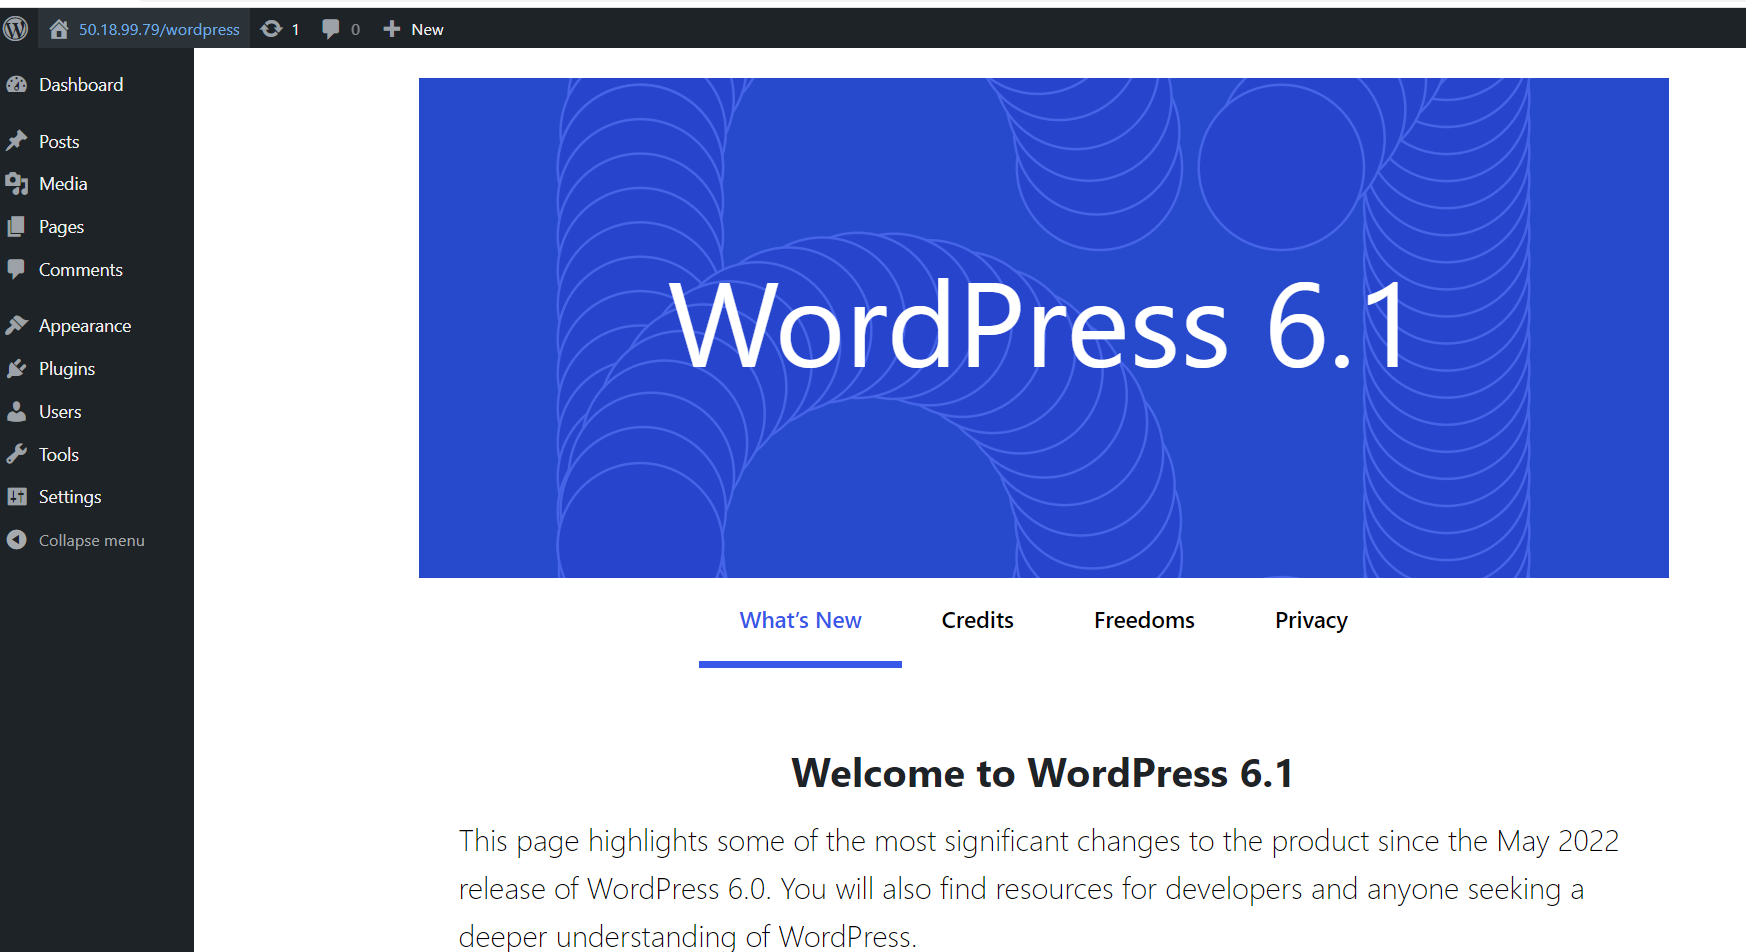 50.18.99.79/wordpress 1 0 New
Dashboard
Posts
Media
Pages
Comments
Appearance
Plugins
Users
Tools
Settings
Collapse menu
WordPress 6.1
What’s New Credits Freedoms Privacy
Welcome to WordPress 6.1
This page highlights some of the most significant changes to the product since the May 2022
release of WordPress 6.0. You will also find resources for developers and anyone seeking a
deeper understanding of WordPress.